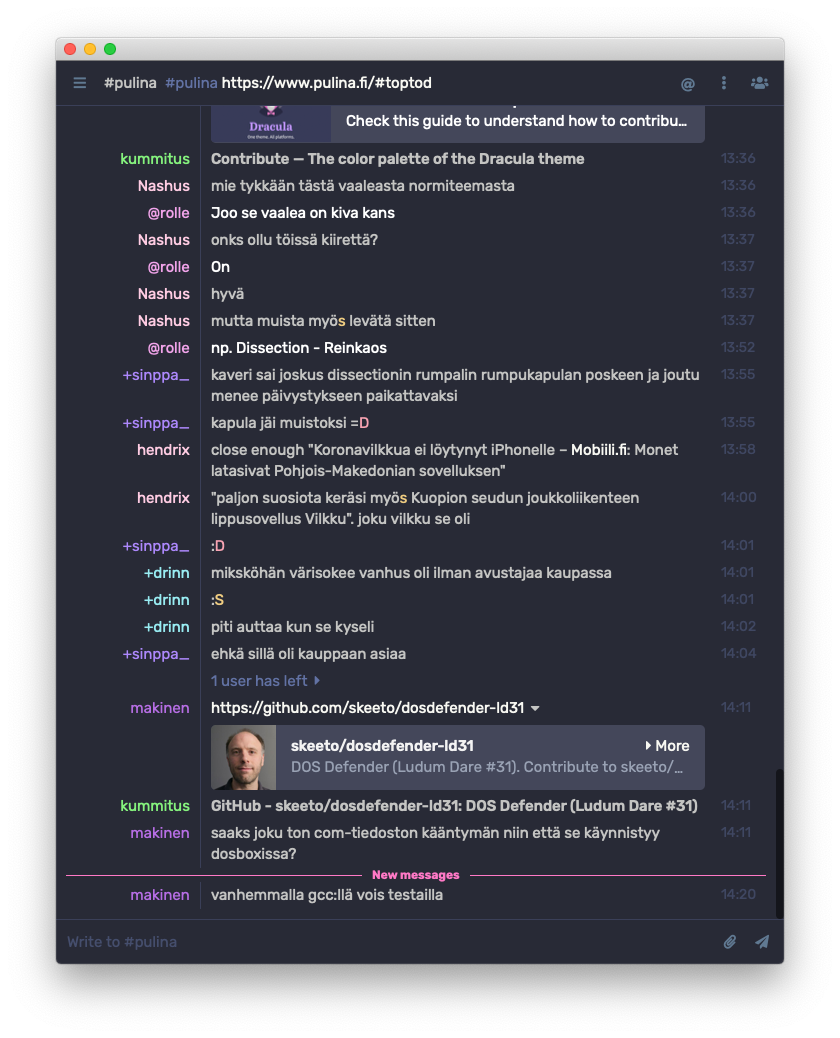 #pulina #pulina https://www.pulina.fi/#toptod @
Dracula
One theme. All platforms.
Check this guide to understand how to contribu…
kummitus Contribute — The color palette of the Dracula theme 13:36
Nashus mie tykkään tästä vaaleasta normiteemasta 13:36
@rolle Joo se vaalea on kiva kans 13:36
Nashus onks ollu töissä kiirettä? 13:37
@rolle On 13:37
Nashus hyvä 13:37
Nashus mutta muista myös levätä sitten 13:37
@rolle np. Dissection - Reinkaos 13:52
+sinppa_ kaveri sai joskus dissectionin rumpalin rumpukapulan poskeen ja joutu 13:55
menee päivystykseen paikattavaksi
+sinppa_ kapula jäi muistoksi =D 13:55
hendrix close enough "Koronavilkkua ei löytynyt iPhonelle – Mobiili.fi: Monet 13:58
latasivat Pohjois-Makedonian sovelluksen"
hendrix "paljon suosiota keräsi myös Kuopion seudun joukkoliikenteen 14:00
lippusovellus Vilkku". joku vilkku se oli
+sinppa_ :D 14:01
+drinn miksköhän värisokee vanhus oli ilman avustajaa kaupassa 14:01
+drinn :S 14:01
+drinn piti auttaa kun se kyseli 14:02
+sinppa_ ehkä sillä oli kauppaan asiaa 14:04
1 user has left
makinen https://github.com/skeeto/dosdefender-ld31 14:11
skeeto/dosdefender-ld31 More
DOS Defender (Ludum Dare #31). Contribute to skeeto/…
kummitus GitHub - skeeto/dosdefender-ld31: DOS Defender (Ludum Dare #31) 14:11
makinen saaks joku ton com-tiedoston kääntymän niin että se käynnistyy 14:11
dosboxissa?
New messages
makinen vanhemmalla gcc:llä vois testailla 14:20
Write to #pulina